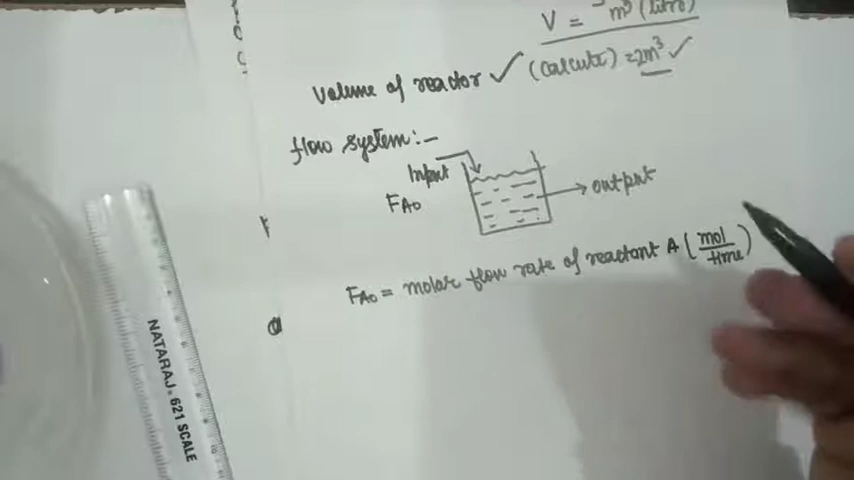 V = m³ (litre)
(calcute) = 2m³ ✓
Volume of reactor ✓
flow system:-
Input
FA0
output
FA0 = molar flow rate of reactant A (mol/time)
NATARAJ 621 SCALE